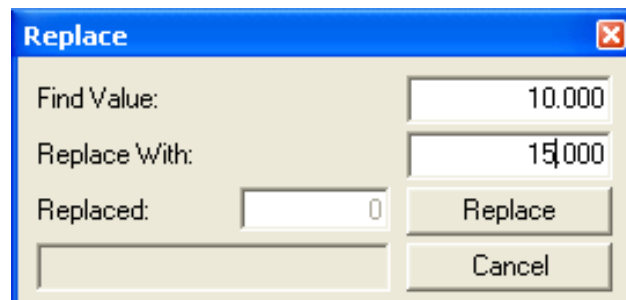 Replace
Find Value: 10.000
Replace With: 15.000
Replaced: 0 Replace
Cancel